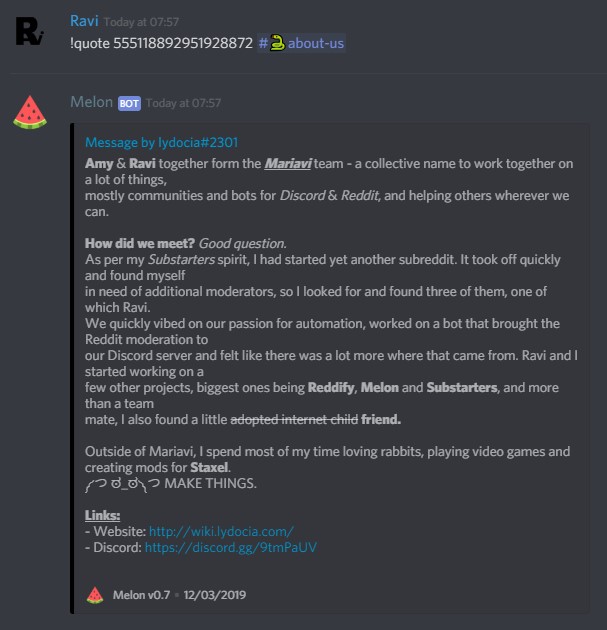 Ravi Today at 07:57
!quote 555118892951928872 #🐍about-us
Melon BOT Today at 07:57
Message by lydocia#2301
Amy & Ravi together form the Mariavi team - a collective name to work together on
a lot of things,
mostly communities and bots for Discord & Reddit, and helping others wherever we
can.
How did we meet? Good question.
As per my Substarters spirit, I had started yet another subreddit. It took off quickly
and found myself
in need of additional moderators, so I looked for and found three of them, one of
which Ravi.
We quickly vibed on our passion for automation, worked on a bot that brought the
Reddit moderation to
our Discord server and felt like there was a lot more where that came from. Ravi and I
started working on a
few other projects, biggest ones being Reddify, Melon and Substarters, and more
than a team
mate, I also found a little adopted internet child friend.
Outside of Mariavi, I spend most of my time loving rabbits, playing video games and
creating mods for Staxel.
༼つ ಠ_ಠ༽つ MAKE THINGS.
Links:
- Website: http://wiki.lydocia.com/
- Discord: https://discord.gg/9tmPaUV
Melon v0.7 • 12/03/2019